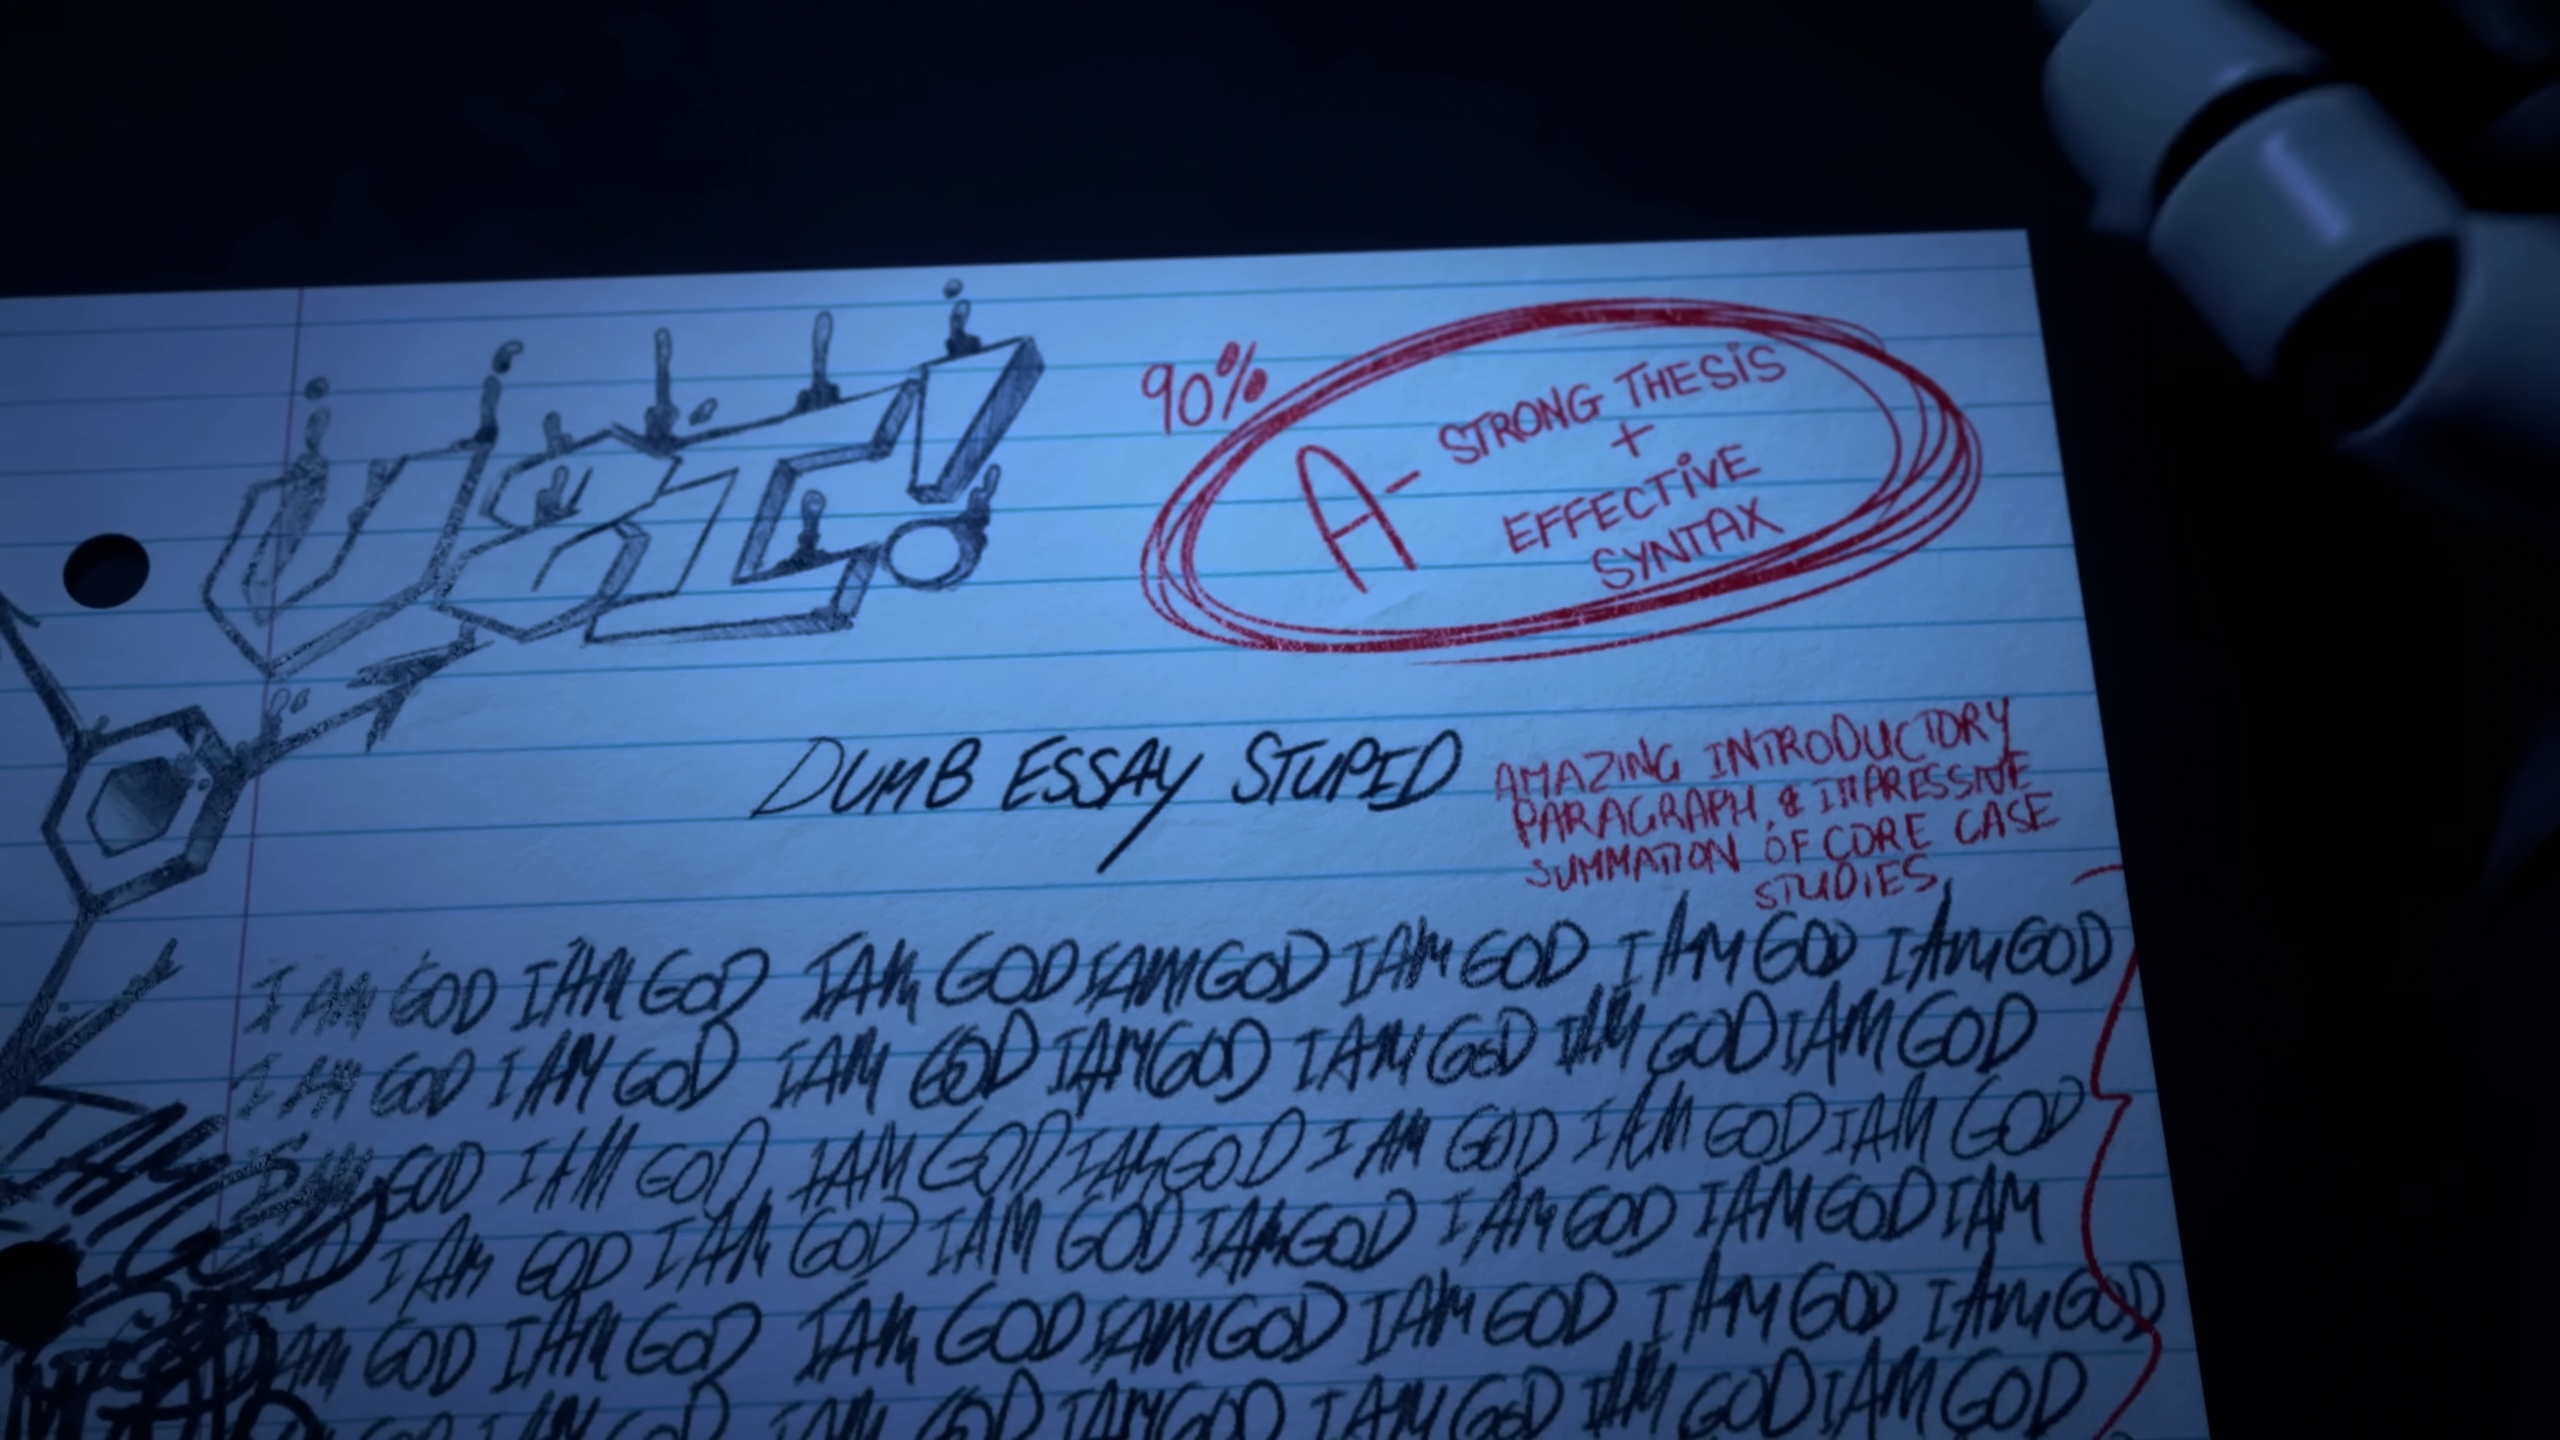 UZI!
90%
A- STRONG THESIS
+
EFFECTIVE
SYNTAX
DUMB ESSAY STUPID
AMAZING INTRODUCTORY
PARAGRAPH, & IMPRESSIVE
SUMMATION OF CORE CASE
STUDIES
I AM GOD I AM GOD I AM GOD I AM GOD I AM GOD I AM GOD I AM GOD
I AM GOD I AM GOD I AM GOD I AM GOD I AM GOD I AM GOD I AM GOD
I AM GOD I AM GOD I AM GOD I AM GOD I AM GOD I AM GOD I AM GOD
I AM GOD I AM GOD I AM GOD I AM GOD I AM GOD I AM GOD I AM
I AM GOD I AM GOD I AM GOD I AM GOD I AM GOD I AM GOD I AM GOD
I AM GOD I AM GOD I AM GOD I AM GOD I AM GOD I AM GOD
I AM
GOD